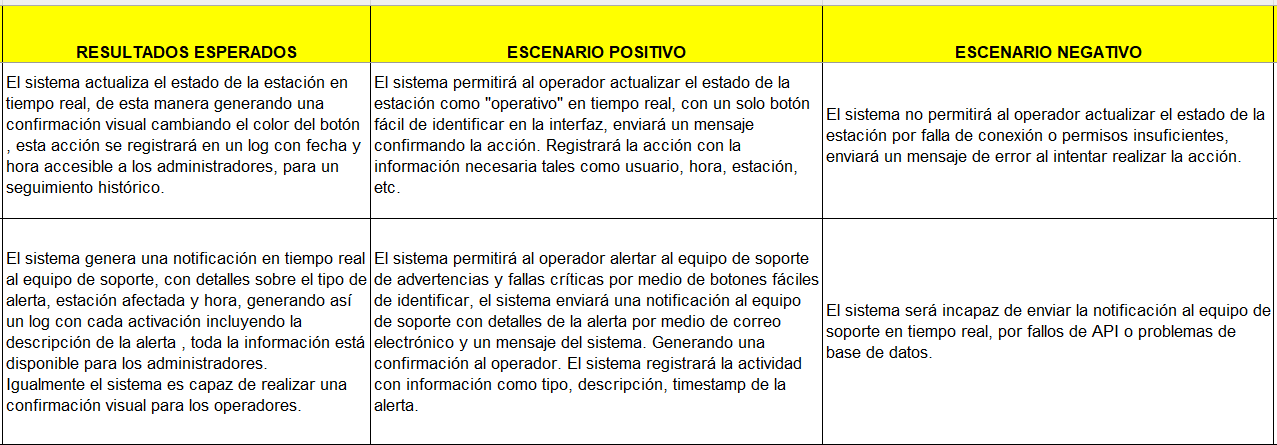 RESULTADOS ESPERADOS
ESCENARIO POSITIVO
ESCENARIO NEGATIVO
El sistema actualiza el estado de la estación en
tiempo real, de esta manera generando una
confirmación visual cambiando el color del botón
, esta acción se registrará en un log con fecha y
hora accesible a los administradores, para un
seguimiento histórico.
El sistema permitirá al operador actualizar el estado de la
estación como "operativo" en tiempo real, con un solo botón
fácil de identificar en la interfaz, enviará un mensaje
confirmando la acción. Registrará la acción con la
información necesaria tales como usuario, hora, estación,
etc.
El sistema no permitirá al operador actualizar el estado de la
estación por falla de conexión o permisos insuficientes,
enviará un mensaje de error al intentar realizar la acción.
El sistema genera una notificación en tiempo real
al equipo de soporte, con detalles sobre el tipo de
alerta, estación afectada y hora, generando así
un log con cada activación incluyendo la
descripción de la alerta , toda la información está
disponible para los administradores.
Igualmente el sistema es capaz de realizar una
confirmación visual para los operadores.
El sistema permitirá al operador alertar al equipo de soporte
de advertencias y fallas críticas por medio de botones fáciles
de identificar, el sistema enviará una notificación al equipo
de soporte con detalles de la alerta por medio de correo
electrónico y un mensaje del sistema. Generando una
confirmación al operador. El sistema registrará la actividad
con información como tipo, descripción, timestamp de la
alerta.
El sistema será incapaz de enviar la notificación al equipo de
soporte en tiempo real, por fallos de API o problemas de
base de datos.